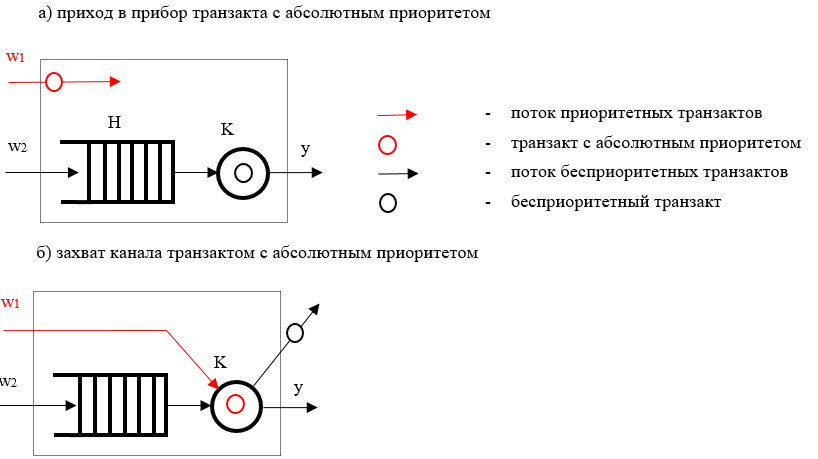 а) приход в прибор транзакта с абсолютным приоритетом
w1
H
K
w2
y
- поток приоритетных транзактов
- транзакт с абсолютным приоритетом
- поток бесприоритетных транзактов
- бесприоритетный транзакт
б) захват канала транзактом с абсолютным приоритетом
w1
K
w2
y